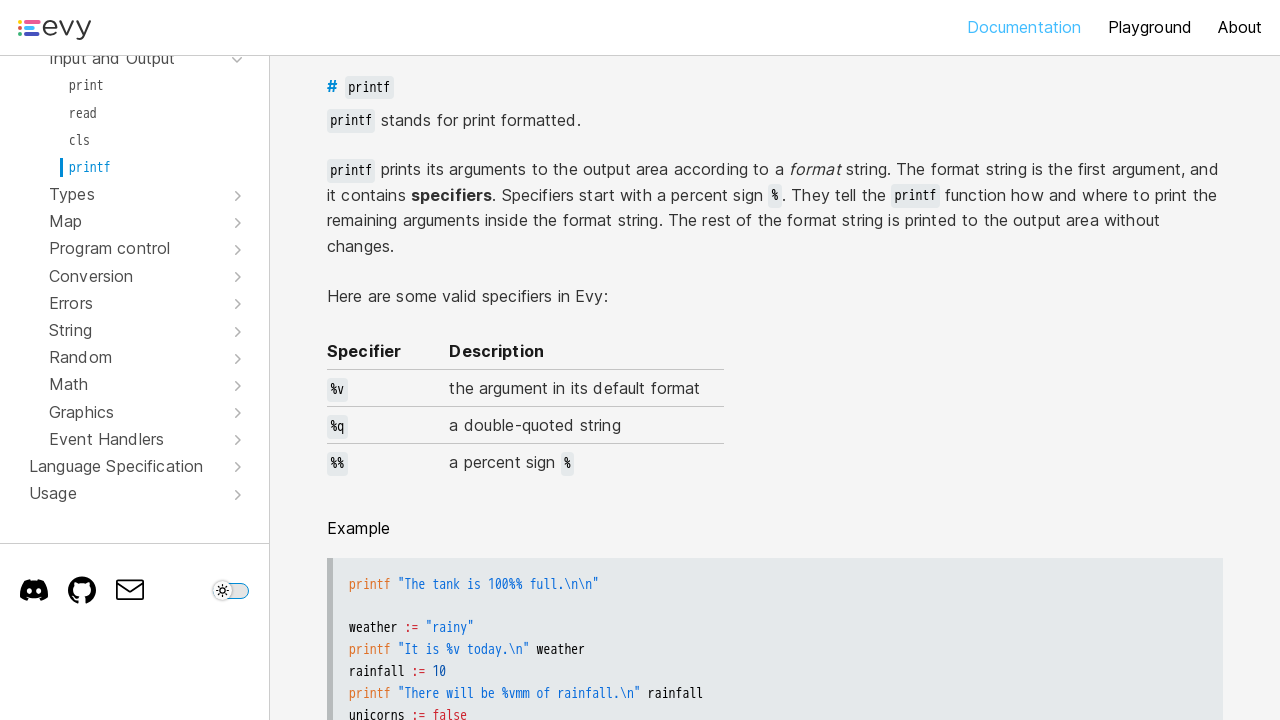 evy
Documentation
Playground
About
Input and Output
print
read
cls
printf
Types
Map
Program control
Conversion
Errors
String
Random
Math
Graphics
Event Handlers
Language Specification
Usage
# printf
printf stands for print formatted.
printf prints its arguments to the output area according to a format string. The format string is the first argument, and
it contains specifiers. Specifiers start with a percent sign %. They tell the printf function how and where to print the
remaining arguments inside the format string. The rest of the format string is printed to the output area without
changes.
Here are some valid specifiers in Evy:
Specifier Description
%v the argument in its default format
%q a double-quoted string
%% a percent sign %
Example
printf "The tank is 100%% full.\n\n"
weather := "rainy"
printf "It is %v today.\n" weather
rainfall := 10
printf "There will be %vmm of rainfall.\n" rainfall
unicorns := false